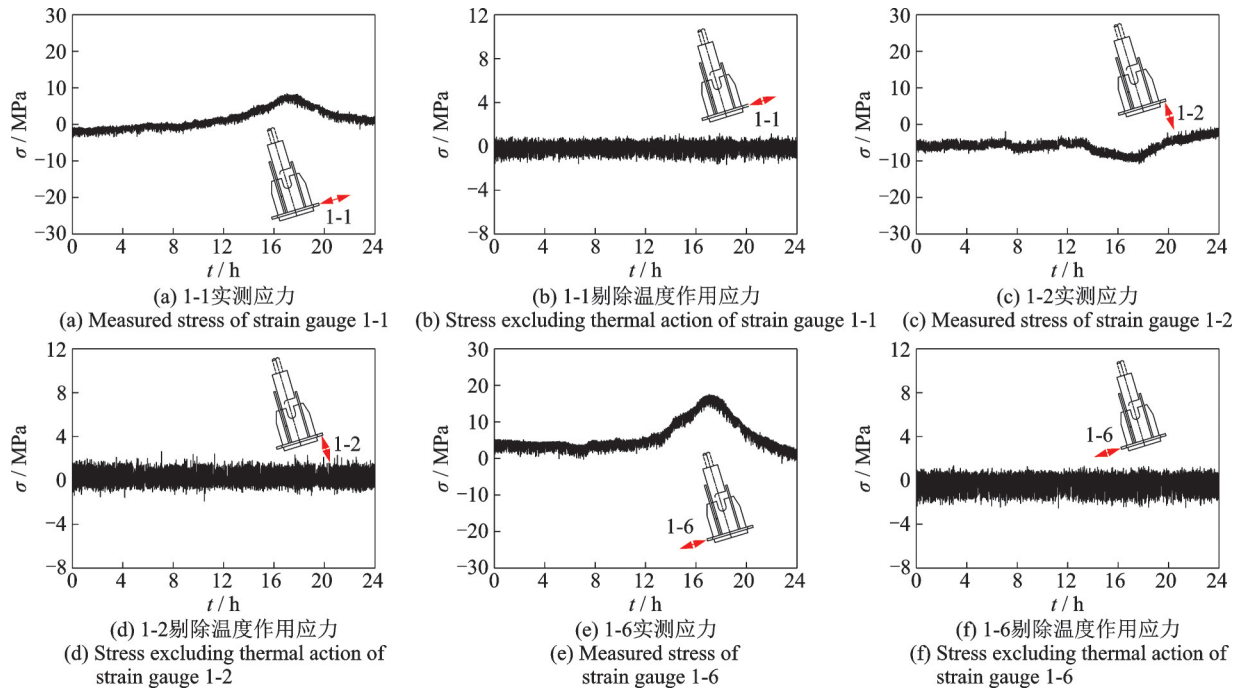 30
20
10
0
−10
−20
−30
σ / MPa
1-1
0 4 8 12 16 20 24
t / h
(a) 1-1实测应力
(a) Measured stress of strain gauge 1-1
12
8
4
0
−4
−8
σ / MPa
1-1
0 4 8 12 16 20 24
t / h
(b) 1-1剔除温度作用应力
(b) Stress excluding thermal action of strain gauge 1-1
30
20
10
0
−10
−20
−30
σ / MPa
1-2
0 4 8 12 16 20 24
t / h
(c) 1-2实测应力
(c) Measured stress of strain gauge 1-2
12
8
4
0
−4
−8
σ / MPa
1-2
0 4 8 12 16 20 24
t / h
(d) 1-2剔除温度作用应力
(d) Stress excluding thermal action of
strain gauge 1-2
30
20
10
0
−10
−20
−30
σ / MPa
1-6
0 4 8 12 16 20 24
t / h
(e) 1-6实测应力
(e) Measured stress of
strain gauge 1-6
12
8
4
0
−4
−8
σ / MPa
1-6
0 4 8 12 16 20 24
t / h
(f) 1-6剔除温度作用应力
(f) Stress excluding thermal action of
strain gauge 1-6